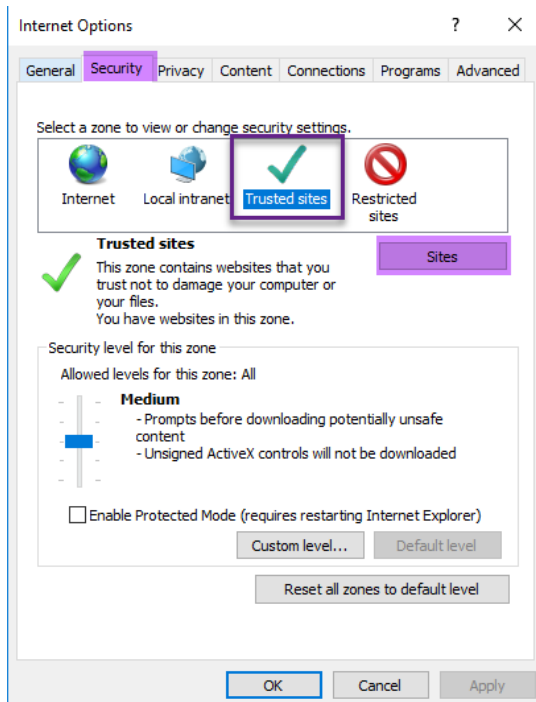 Internet Options
?
General Security Privacy Content Connections Programs Advanced
Select a zone to view or change security settings.
Internet Local intranet Trusted sites Restricted
sites
Trusted sites
Sites
This zone contains websites that you
trust not to damage your computer or
your files.
You have websites in this zone.
Security level for this zone
Allowed levels for this zone: All
Medium
- Prompts before downloading potentially unsafe
content
- Unsigned ActiveX controls will not be downloaded
Enable Protected Mode (requires restarting Internet Explorer)
Custom level... Default level
Reset all zones to default level
OK Cancel Apply